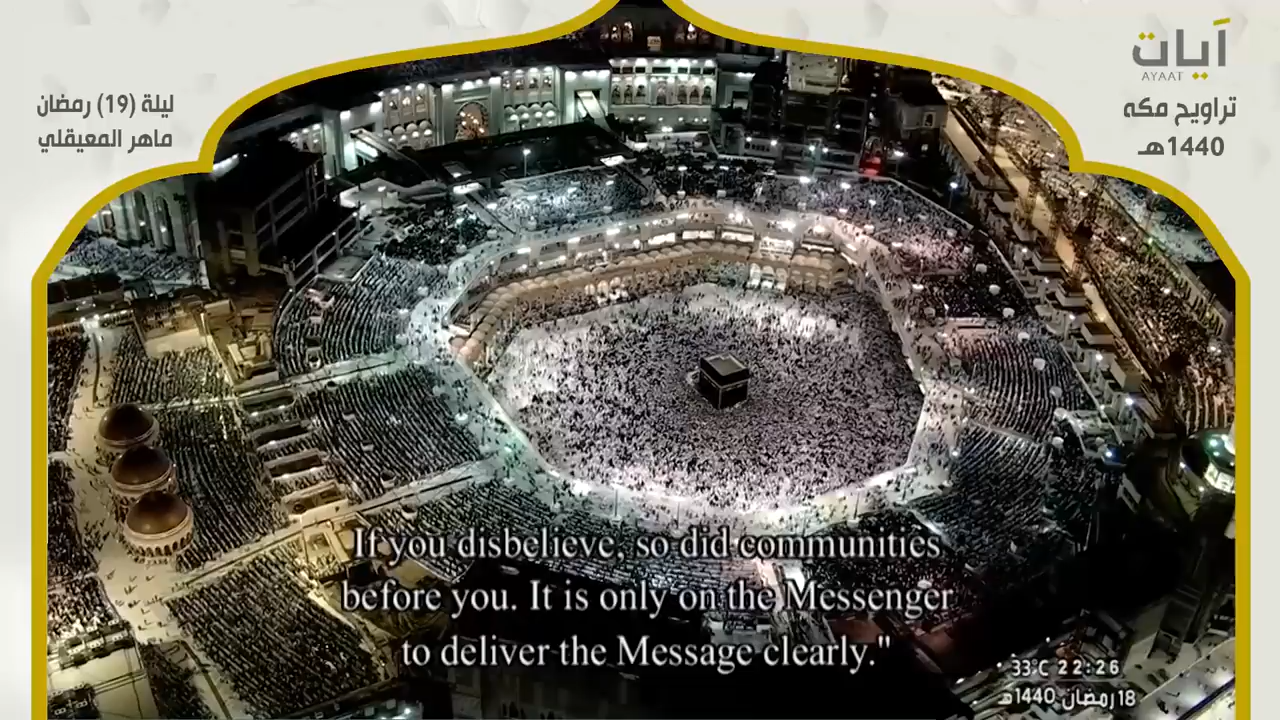 آيات
AYAAT
تراويح مكه
1440هـ
ليلة (19) رمضان
ماهر المعيقلي
If you disbelieve, so did communities
before you. It is only on the Messenger
to deliver the Message clearly."
33°C 22:26
18 رمضان 1440هـ